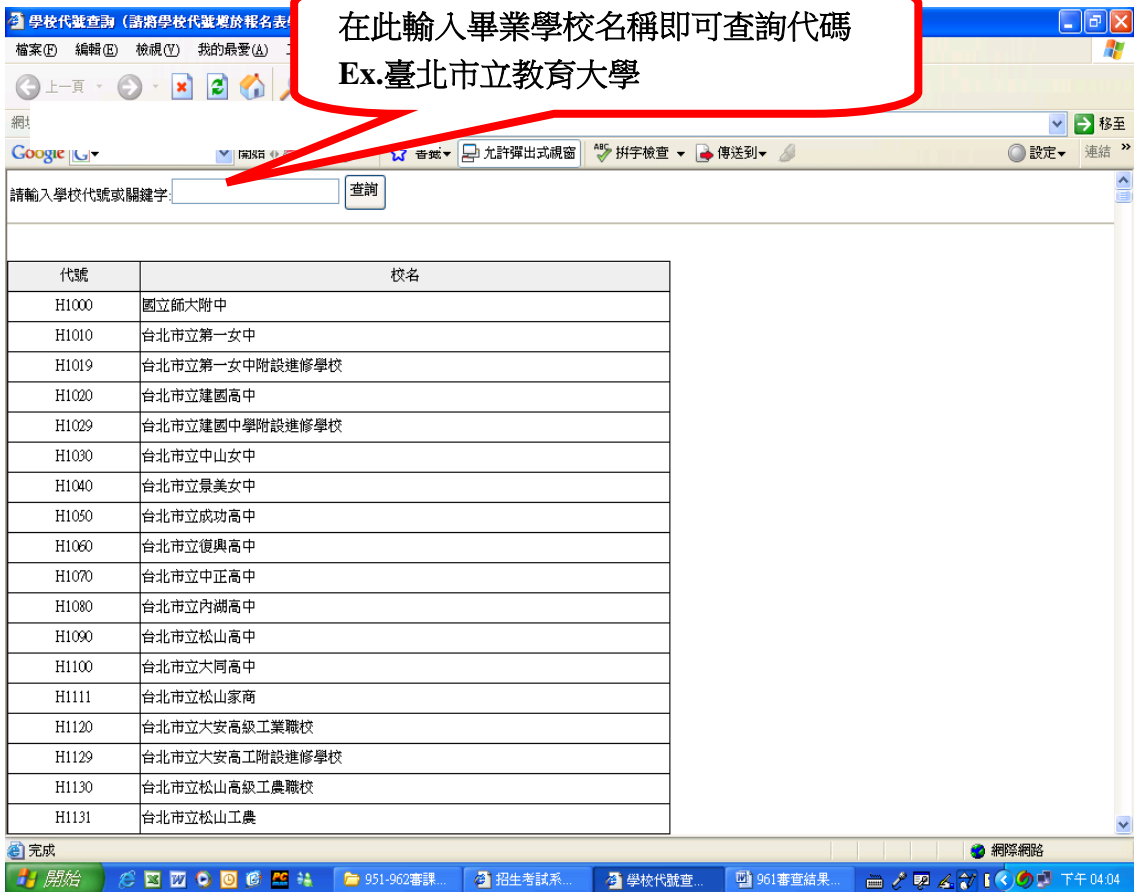 學校代號查詢 (請將學校代號填於報名表
在此輸入畢業學校名稱即可查詢代碼
Ex.臺北市立教育大學
檔案(F) 編輯(E) 檢視(V) 我的最愛(A)
上一頁
移至
Google 開始 書籤 允許彈出式視窗 拼字檢查 傳送到 設定 連結 »
請輸入學校代號或關鍵字: 查詢
代號 校名
H1000 國立師大附中
H1010 台北市立第一女中
H1019 台北市立第一女中附設進修學校
H1020 台北市立建國高中
H1029 台北市立建國中學附設進修學校
H1030 台北市立中山女中
H1040 台北市立景美女中
H1050 台北市立成功高中
H1060 台北市立復興高中
H1070 台北市立中正高中
H1080 台北市立內湖高中
H1090 台北市立松山高中
H1100 台北市立大同高中
H1111 台北市立松山家商
H1120 台北市立大安高級工業職校
H1129 台北市立大安高工附設進修學校
H1130 台北市立松山高級工農職校
H1131 台北市立松山工農
完成 網際網路
開始 951-962審課... 招生考試系... 學校代號查... 961審查結果... 下午 04:04